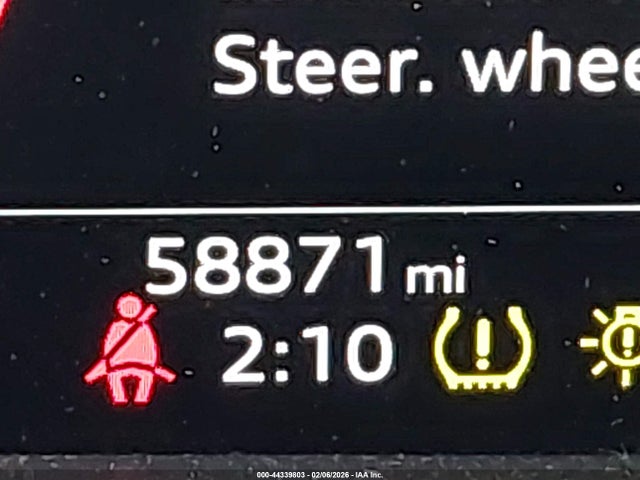 Steer. whee
58871 mi
2:10
000-44339803 - 02/06/2026 - IAA Inc.